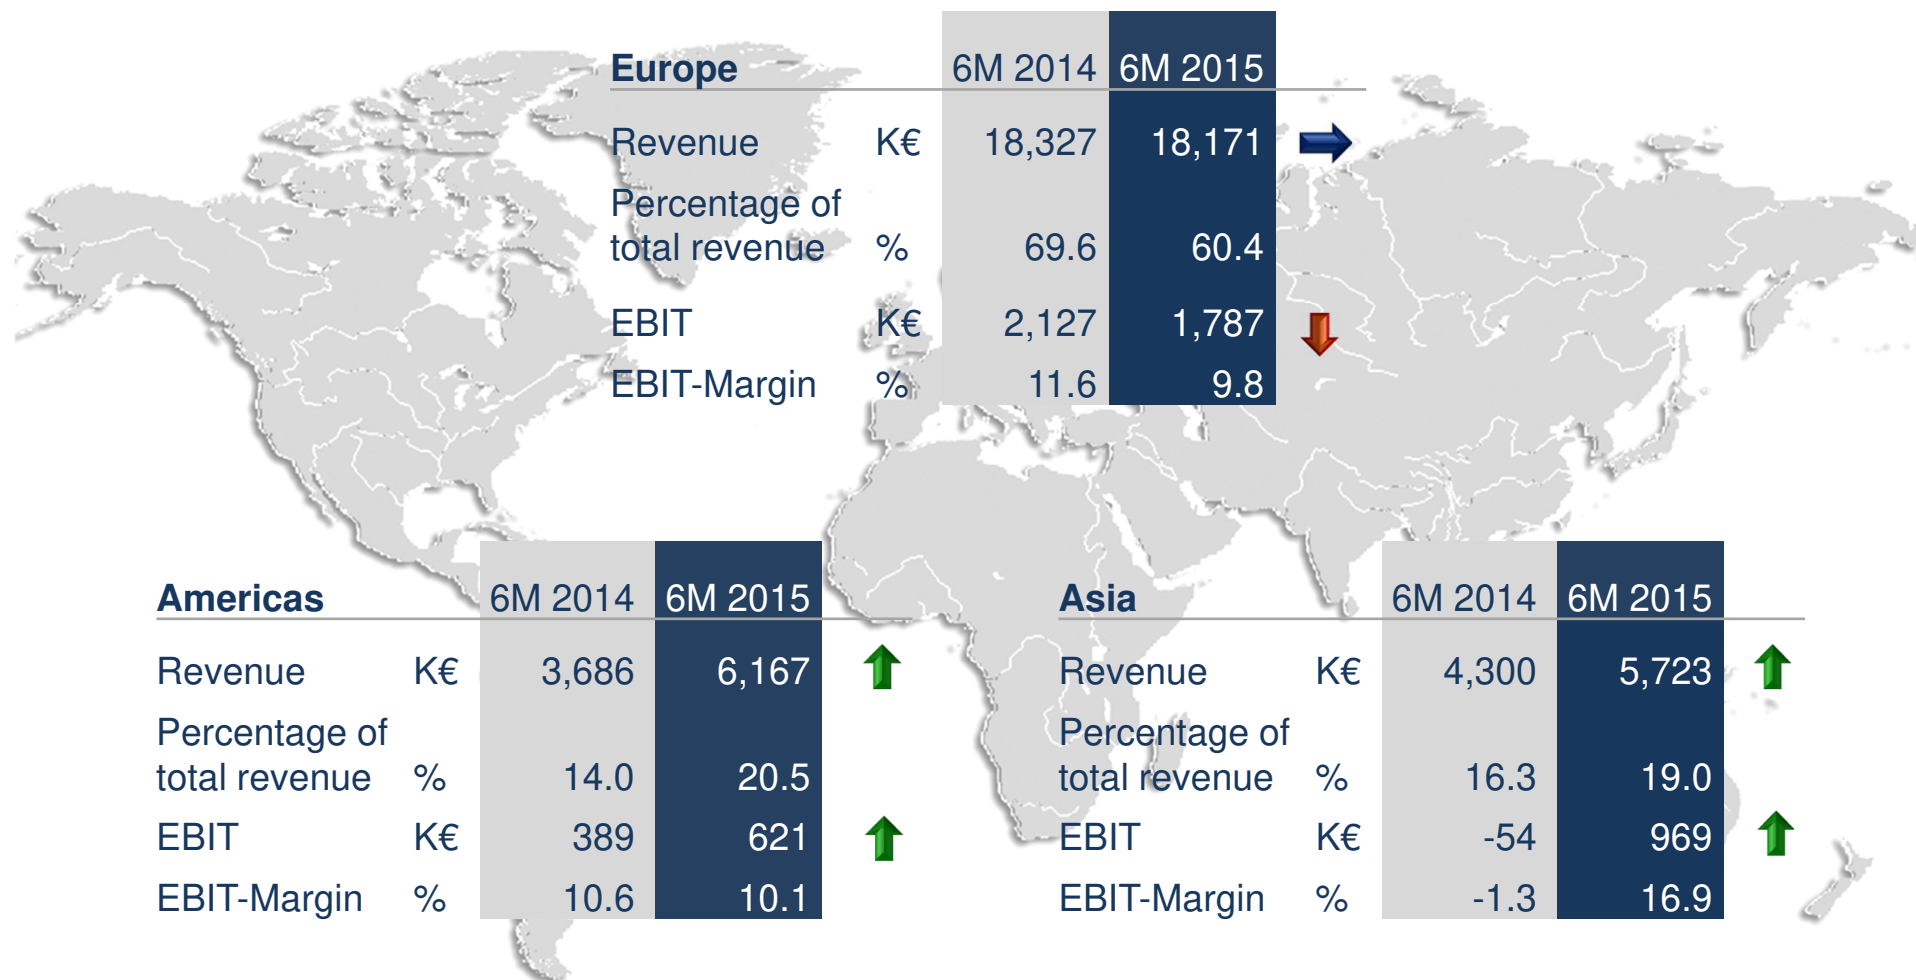 Europe 6M 2014 6M 2015
Revenue K€ 18,327 18,171
Percentage of
total revenue % 69.6 60.4
EBIT K€ 2,127 1,787
EBIT-Margin % 11.6 9.8
Americas 6M 2014 6M 2015
Revenue K€ 3,686 6,167
Percentage of
total revenue % 14.0 20.5
EBIT K€ 389 621
EBIT-Margin % 10.6 10.1
Asia 6M 2014 6M 2015
Revenue K€ 4,300 5,723
Percentage of
total revenue % 16.3 19.0
EBIT K€ -54 969
EBIT-Margin % -1.3 16.9